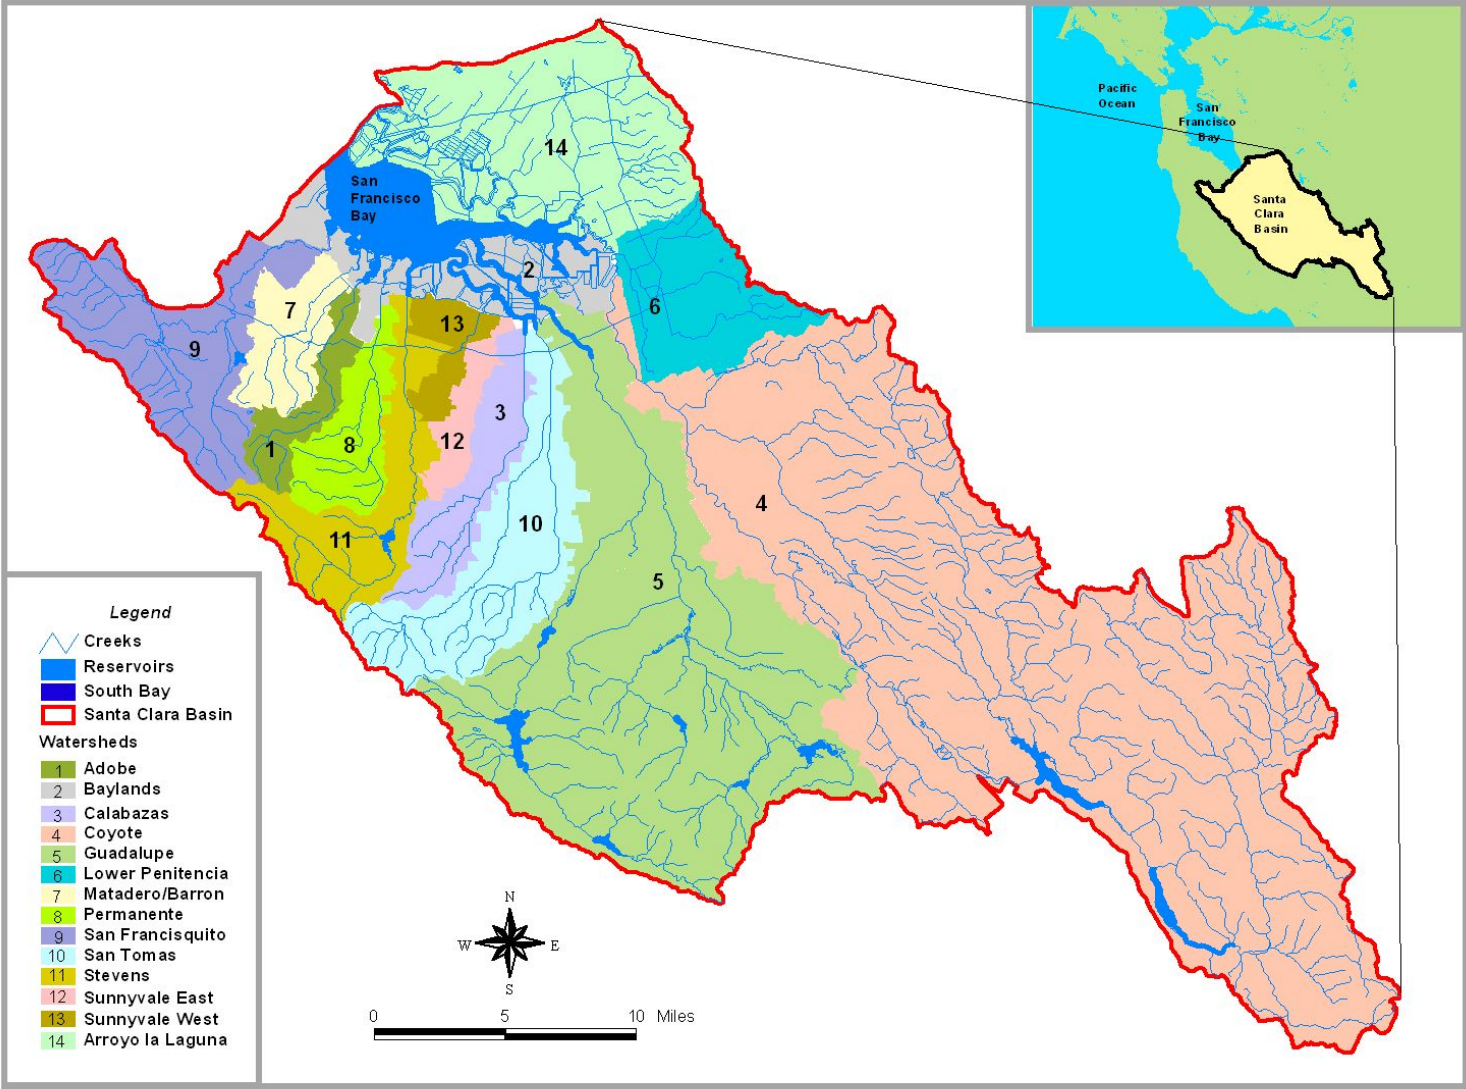 Pacific
Ocean
San
Francisco
Bay
Santa
Clara
Basin
14
San
Francisco
Bay
2
6
7
13
9
3
12
1
8
4
10
11
5
Legend
Creeks
Reservoirs
South Bay
Santa Clara Basin
Watersheds
1 Adobe
2 Baylands
3 Calabazas
4 Coyote
5 Guadalupe
6 Lower Penitencia
7 Matadero/Barron
8 Permanente
9 San Francisquito
10 San Tomas
11 Stevens
12 Sunnyvale East
13 Sunnyvale West
14 Arroyo la Laguna
N
W E
S
0 5 10 Miles